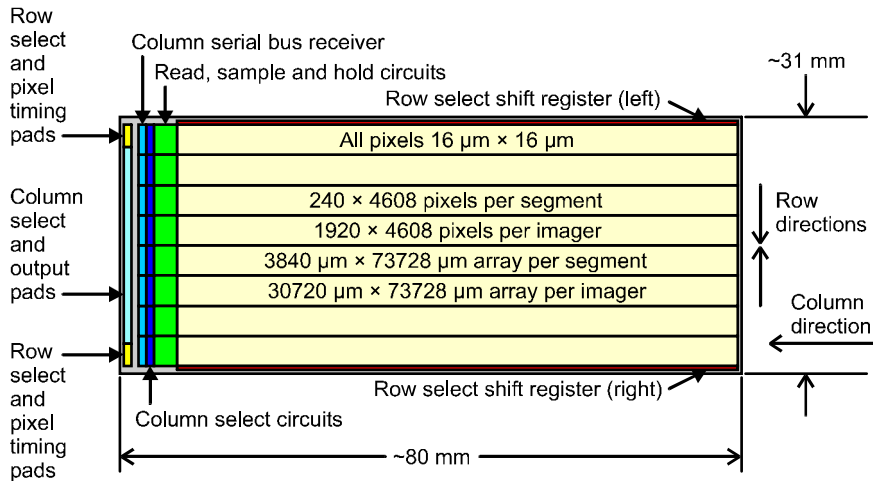 Row
select
and
pixel
timing
pads
Column serial bus receiver
Read, sample and hold circuits
Row select shift register (left)
~31 mm
All pixels 16 µm × 16 µm
240 × 4608 pixels per segment
1920 × 4608 pixels per imager
3840 µm × 73728 µm array per segment
30720 µm × 73728 µm array per imager
Column
select
and
output
pads
Row
directions
Column
direction
Row
select
and
pixel
timing
pads
Row select shift register (right)
Column select circuits
~80 mm